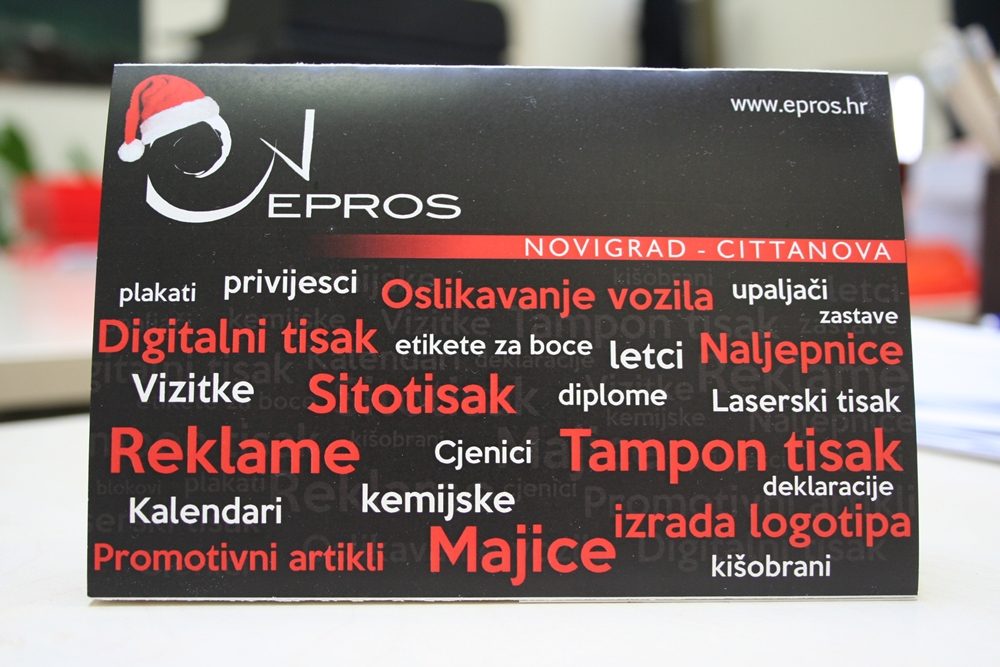 www.epros.hr
EPROS
NOVIGRAD - CITTANOVA
plakati privijesci Oslikavanje vozila upaljači
zastave
Digitalni tisak etikete za boce letci Naljepnice
Vizitke Sitotisak diplome Laserski tisak
Reklame Cjenici Tampon tisak
deklaracije
Kalendari kemijske izrada logotipa
Promotivni artikli Majice kišobrani